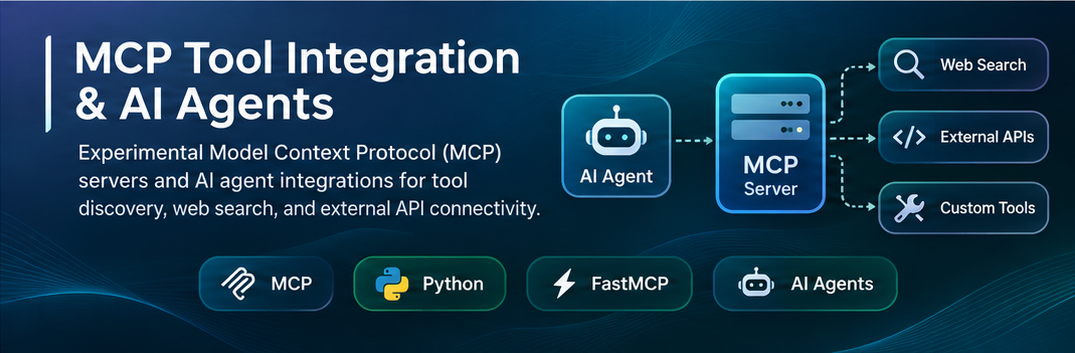 MCP Tool Integration
& AI Agents
Experimental Model Context Protocol (MCP)
servers and AI agent integrations for tool
discovery, web search, and external API connectivity.
AI Agent
MCP
Server
Web Search
External APIs
Custom Tools
MCP
Python
FastMCP
AI Agents